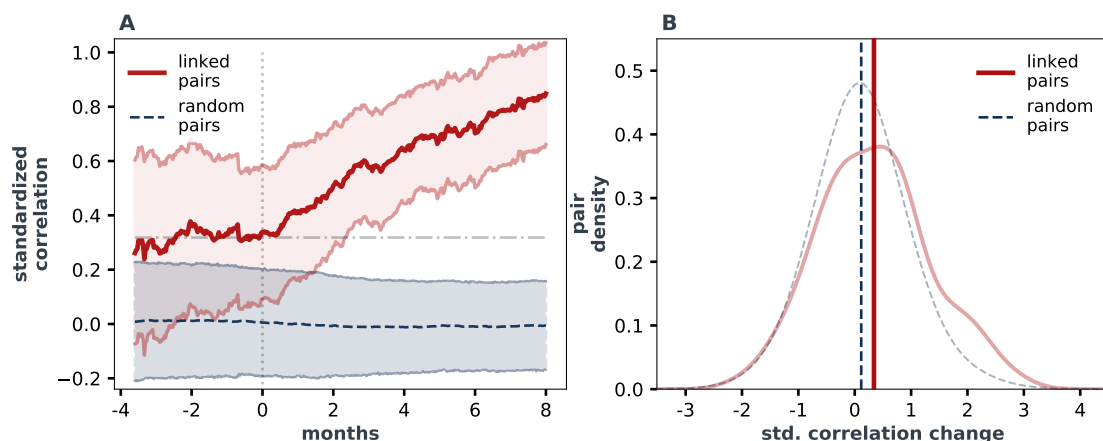 A
standardized
correlation
1.0
0.8
0.6
0.4
0.2
0.0
−0.2
linked
pairs
random
pairs
-4
-2
0
2
4
6
8
months
B
pair
density
0.5
0.4
0.3
0.2
0.1
0.0
linked
pairs
random
pairs
-3
-2
-1
0
1
2
3
4
std. correlation change